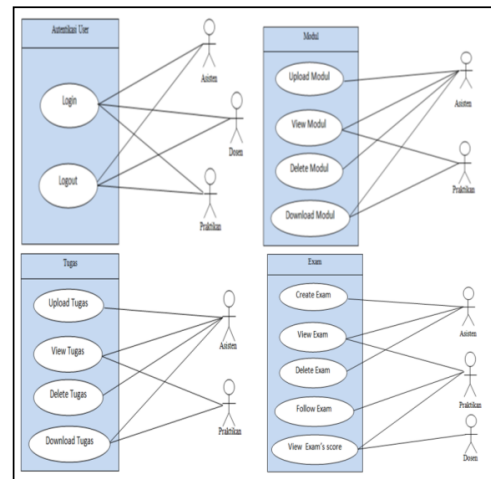 Autentikasi User
Login
Logout
Asisten
Dosen
Praktikan
Modul
Upload Modul
View Modul
Delete Modul
Download Modul
Asisten
Praktikan
Tugas
Upload Tugas
View Tugas
Delete Tugas
Download Tugas
Asisten
Praktikan
Exam
Create Exam
View Exam
Delete Exam
Follow Exam
View Exam's score
Asisten
Praktikan
Dosen